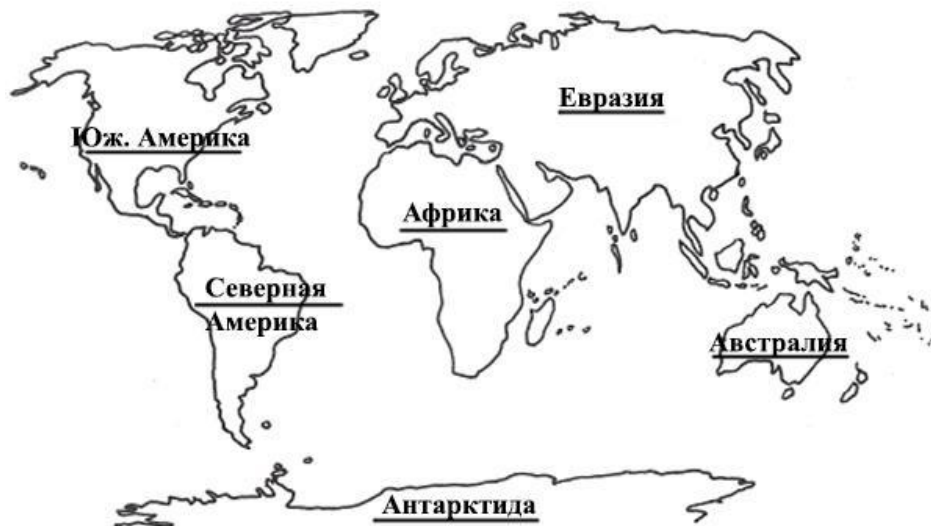 Евразия
Юж. Америка
Африка
Северная
Америка
Австралия
Антарктида